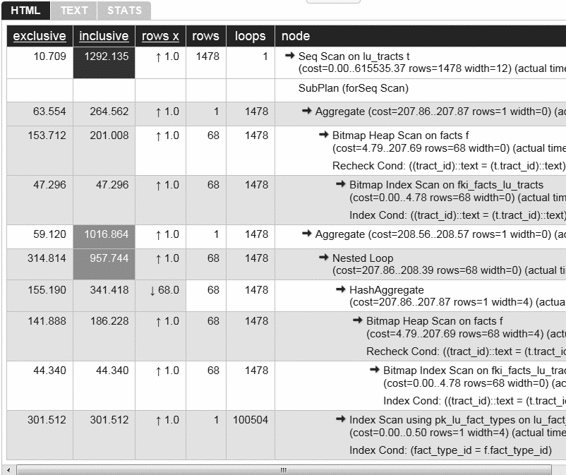 HTML TEXT STATS
exclusive inclusive rows x rows loops node
10.709 1292.135 ↑ 1.0 1478 1 → Seq Scan on lu_tracts t
(cost=0.00..615535.37 rows=1478 width=12) (actual time
SubPlan (forSeq Scan)
63.554 264.562 ↑ 1.0 1 1478 → Aggregate (cost=207.86..207.87 rows=1 width=0) (a
153.712 201.008 ↑ 1.0 68 1478 → Bitmap Heap Scan on facts f
(cost=4.79..207.69 rows=68 width=0) (actual time
Recheck Cond: ((tract_id)::text = (t.tract_id)::text)
47.296 47.296 ↑ 1.0 68 1478 → Bitmap Index Scan on fki_facts_lu_tracts
(cost=0.00..4.78 rows=68 width=0) (actual time
Index Cond: ((tract_id)::text = (t.tract_id)::text)
59.120 1016.864 ↑ 1.0 1 1478 → Aggregate (cost=208.56..208.57 rows=1 width=0) (a
314.814 957.744 ↑ 1.0 68 1478 → Nested Loop
(cost=207.86..208.39 rows=68 width=0) (actual time
155.190 341.418 ↓ 68.0 68 1478 → HashAggregate
(cost=207.86..207.87 rows=1 width=4) (actua
141.888 186.228 ↑ 1.0 68 1478 → Bitmap Heap Scan on facts f
(cost=4.79..207.69 rows=68 width=4) (a
Recheck Cond: ((tract_id)::text = (t.tr
44.340 44.340 ↑ 1.0 68 1478 → Bitmap Index Scan on fki_facts_lu_tra
(cost=0.00..4.78 rows=68 width=0) (
Index Cond: ((tract_id)::text = (t.tra
301.512 301.512 ↑ 1.0 1 100504 → Index Scan using pk_lu_fact_types on lu_fact
(cost=0.00..0.50 rows=1 width=4) (actual time
Index Cond: (fact_type_id = f.fact_type_id)